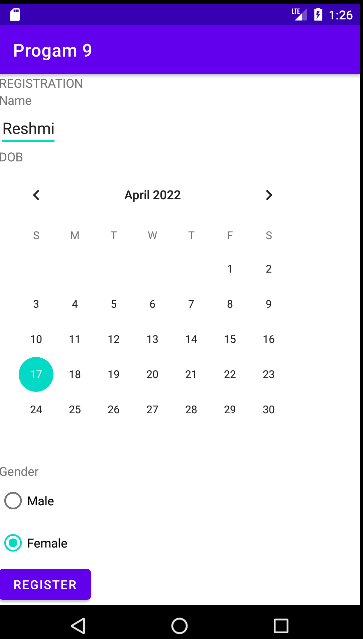 LTE 1:26
Progam 9
REGISTRATION
Name
Reshmi
DOB
April 2022
S M T W T F S
1 2
3 4 5 6 7 8 9
10 11 12 13 14 15 16
17 18 19 20 21 22 23
24 25 26 27 28 29 30
Gender
Male
Female
REGISTER